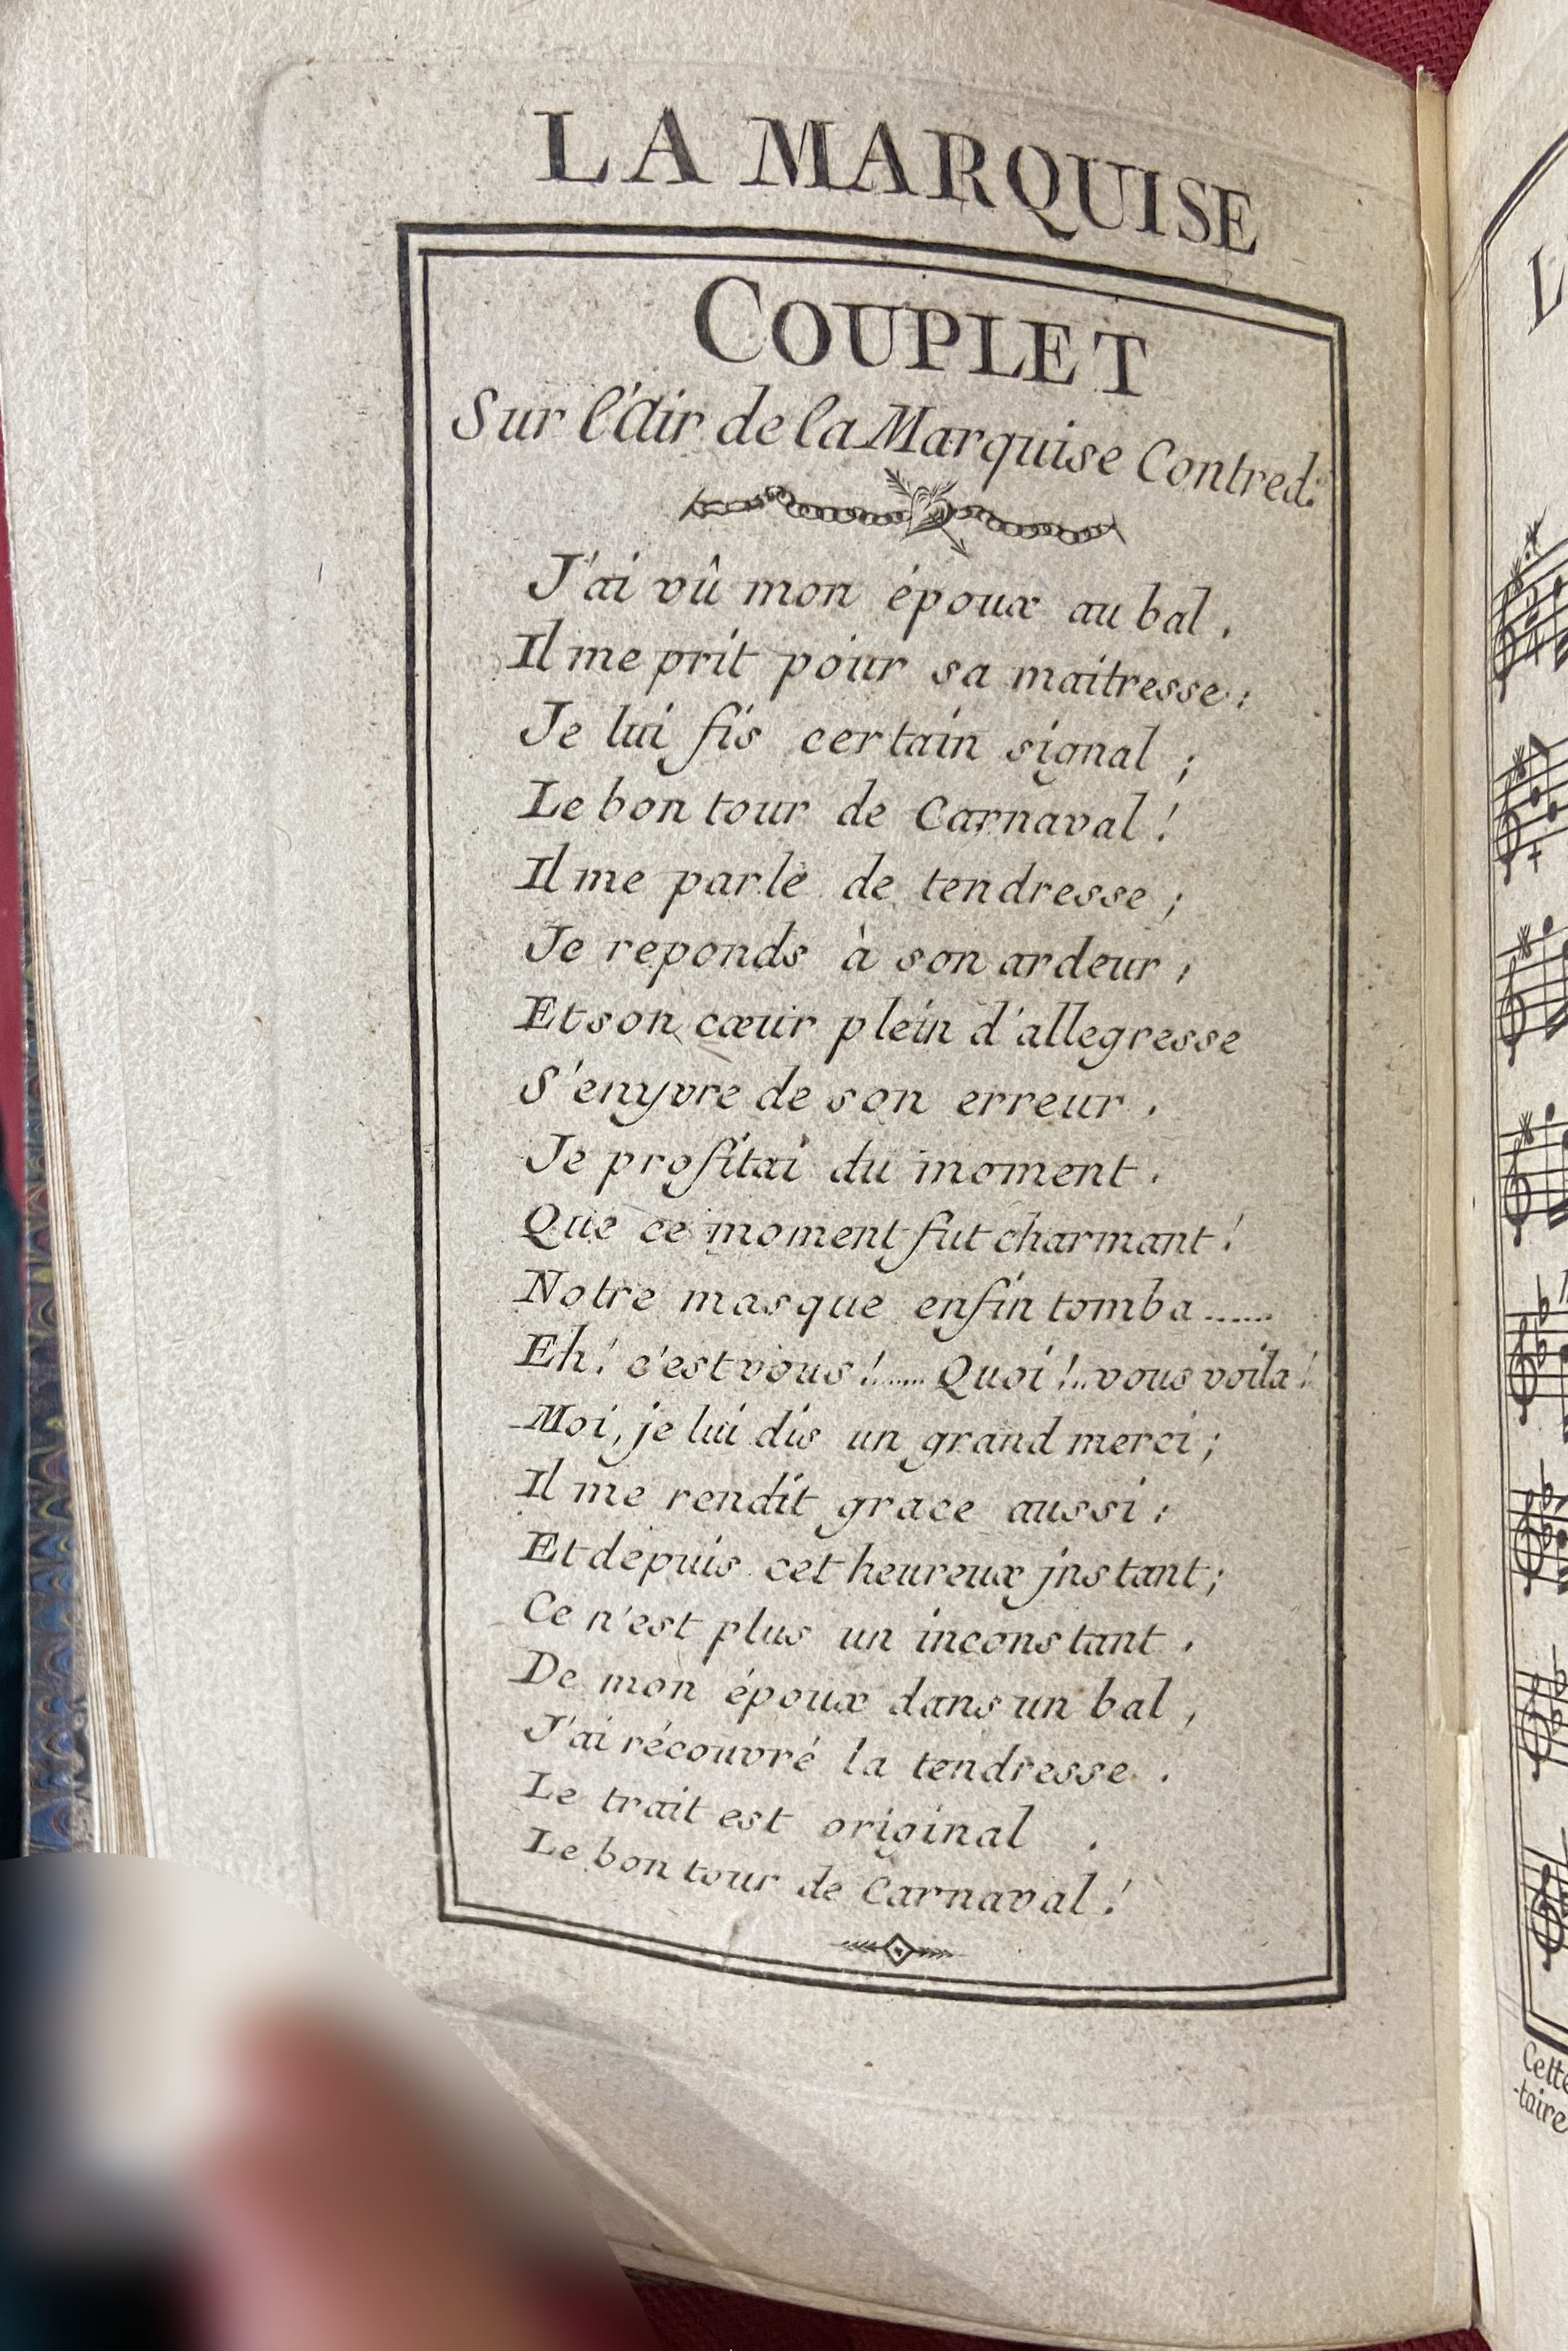 LA MARQUISE
COUPLET
Sur l'Air de la Marquise Contred.
J'ai vû mon époux au bal.
Il me prit pour sa maitresse;
Je lui fis certain signal;
Le bon tour de Carnaval!
Il me parle de tendresse;
Je reponds à son ardeur;
Et son cœur plein d'allegresse
S'enyvre de son erreur.
Je profitai du moment.
Que ce moment fut charmant!
Notre masque enfin tomba......
Eh! c'est vous!...... Quoi!.. vous voila!
Moi, je lui dis un grand merci;
Il me rendit grace aussi;
Et depuis cet heureux jnstant;
Ce n'est plus un inconstant.
De mon époux dans un bal,
J'ai récouvré la tendresse.
Le trait est original.
Le bon tour de Carnaval!
L
Cette
-taire